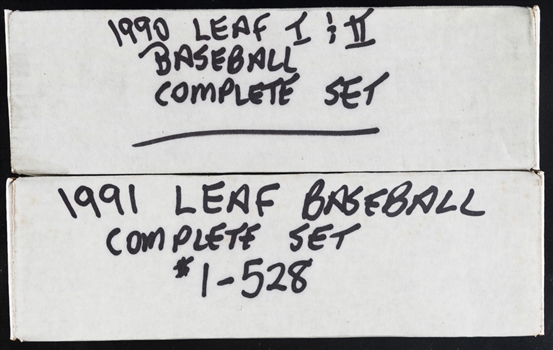 1990 LEAF I & II
BASEBALL
COMPLETE SET
1991 LEAF BASEBALL
COMPLETE SET
#1-528